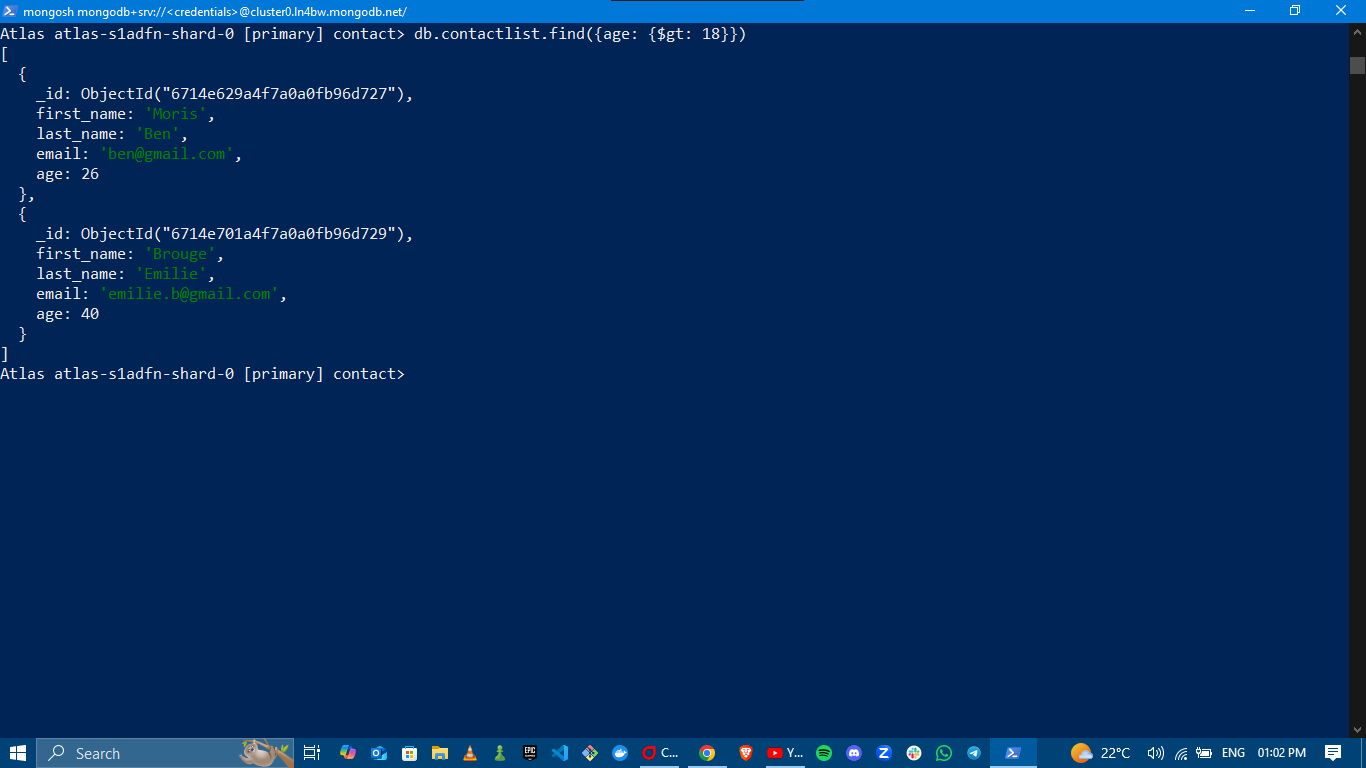 mongosh mongodb+srv://<credentials>@cluster0.ln4bw.mongodb.net/
Atlas atlas-s1adfn-shard-0 [primary] contact> db.contactlist.find({age: {$gt: 18}})
[
  {
    _id: ObjectId("6714e629a4f7a0a0fb96d727"),
    first_name: 'Moris',
    last_name: 'Ben',
    email: 'ben@gmail.com',
    age: 26
  },
  {
    _id: ObjectId("6714e701a4f7a0a0fb96d729"),
    first_name: 'Brouge',
    last_name: 'Emilie',
    email: 'emilie.b@gmail.com',
    age: 40
  }
]
Atlas atlas-s1adfn-shard-0 [primary] contact>
Search EPIC GAMES C... Y... 22°C ENG 01:02 PM